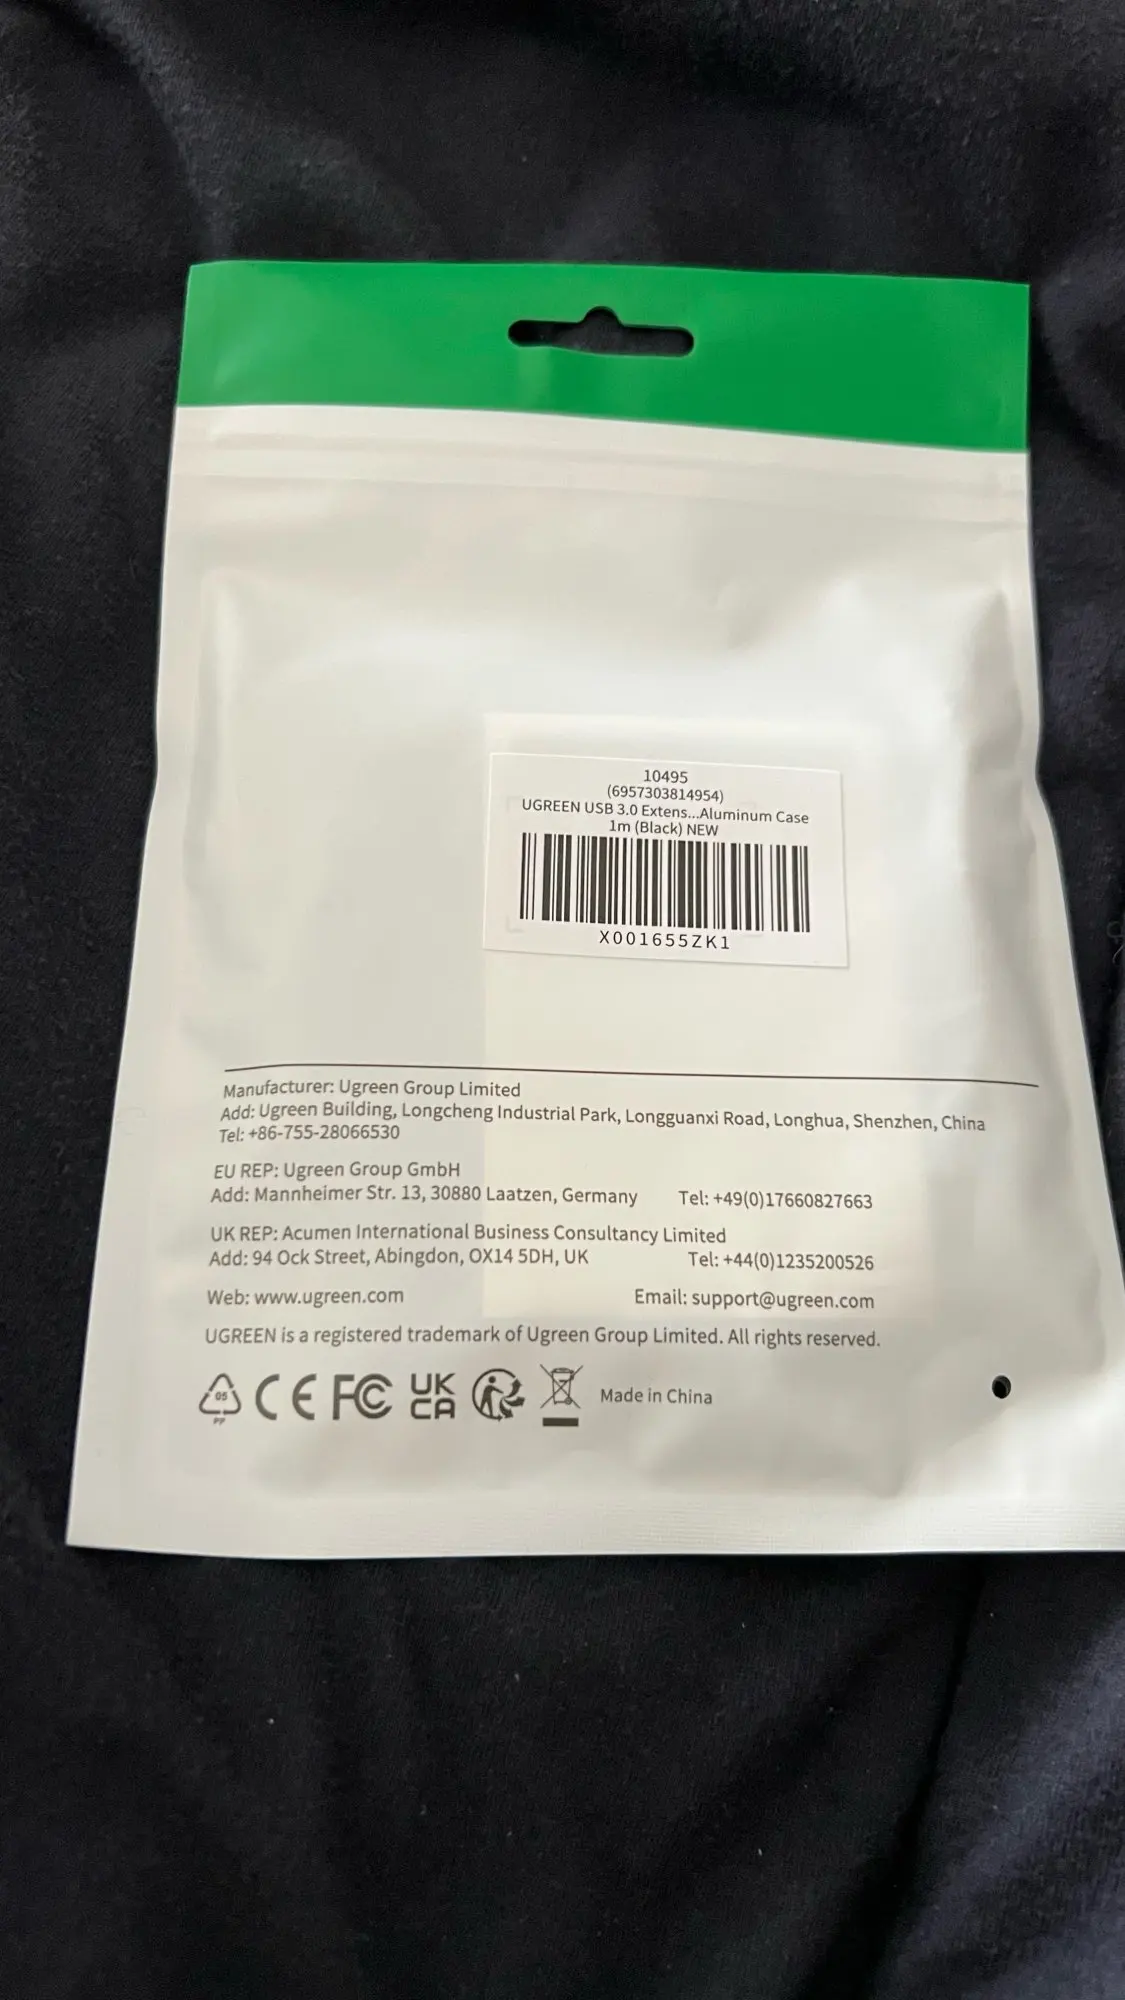 10495
(6957303814954)
UGREEN USB 3.0 Extens...Aluminum Case
1m (Black) NEW
X001655ZK1
Manufacturer: Ugreen Group Limited
Add: Ugreen Building, Longcheng Industrial Park, Longguanxi Road, Longhua, Shenzhen, China
Tel: +86-755-28066530
EU REP: Ugreen Group GmbH
Add: Mannheimer Str. 13, 30880 Laatzen, Germany Tel: +49(0)17660827663
UK REP: Acumen International Business Consultancy Limited
Add: 94 Ock Street, Abingdon, OX14 5DH, UK Tel: +44(0)1235200526
Web: www.ugreen.com Email: support@ugreen.com
UGREEN is a registered trademark of Ugreen Group Limited. All rights reserved.
05 PP CE FC UK CA Made in China